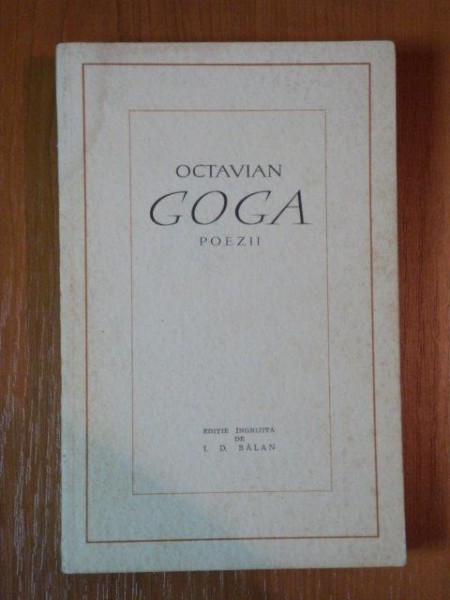 OCTAVIAN
GOGA
POEZII
EDIȚIE ÎNGRIJITĂ
DE
I. D. BĂLAN